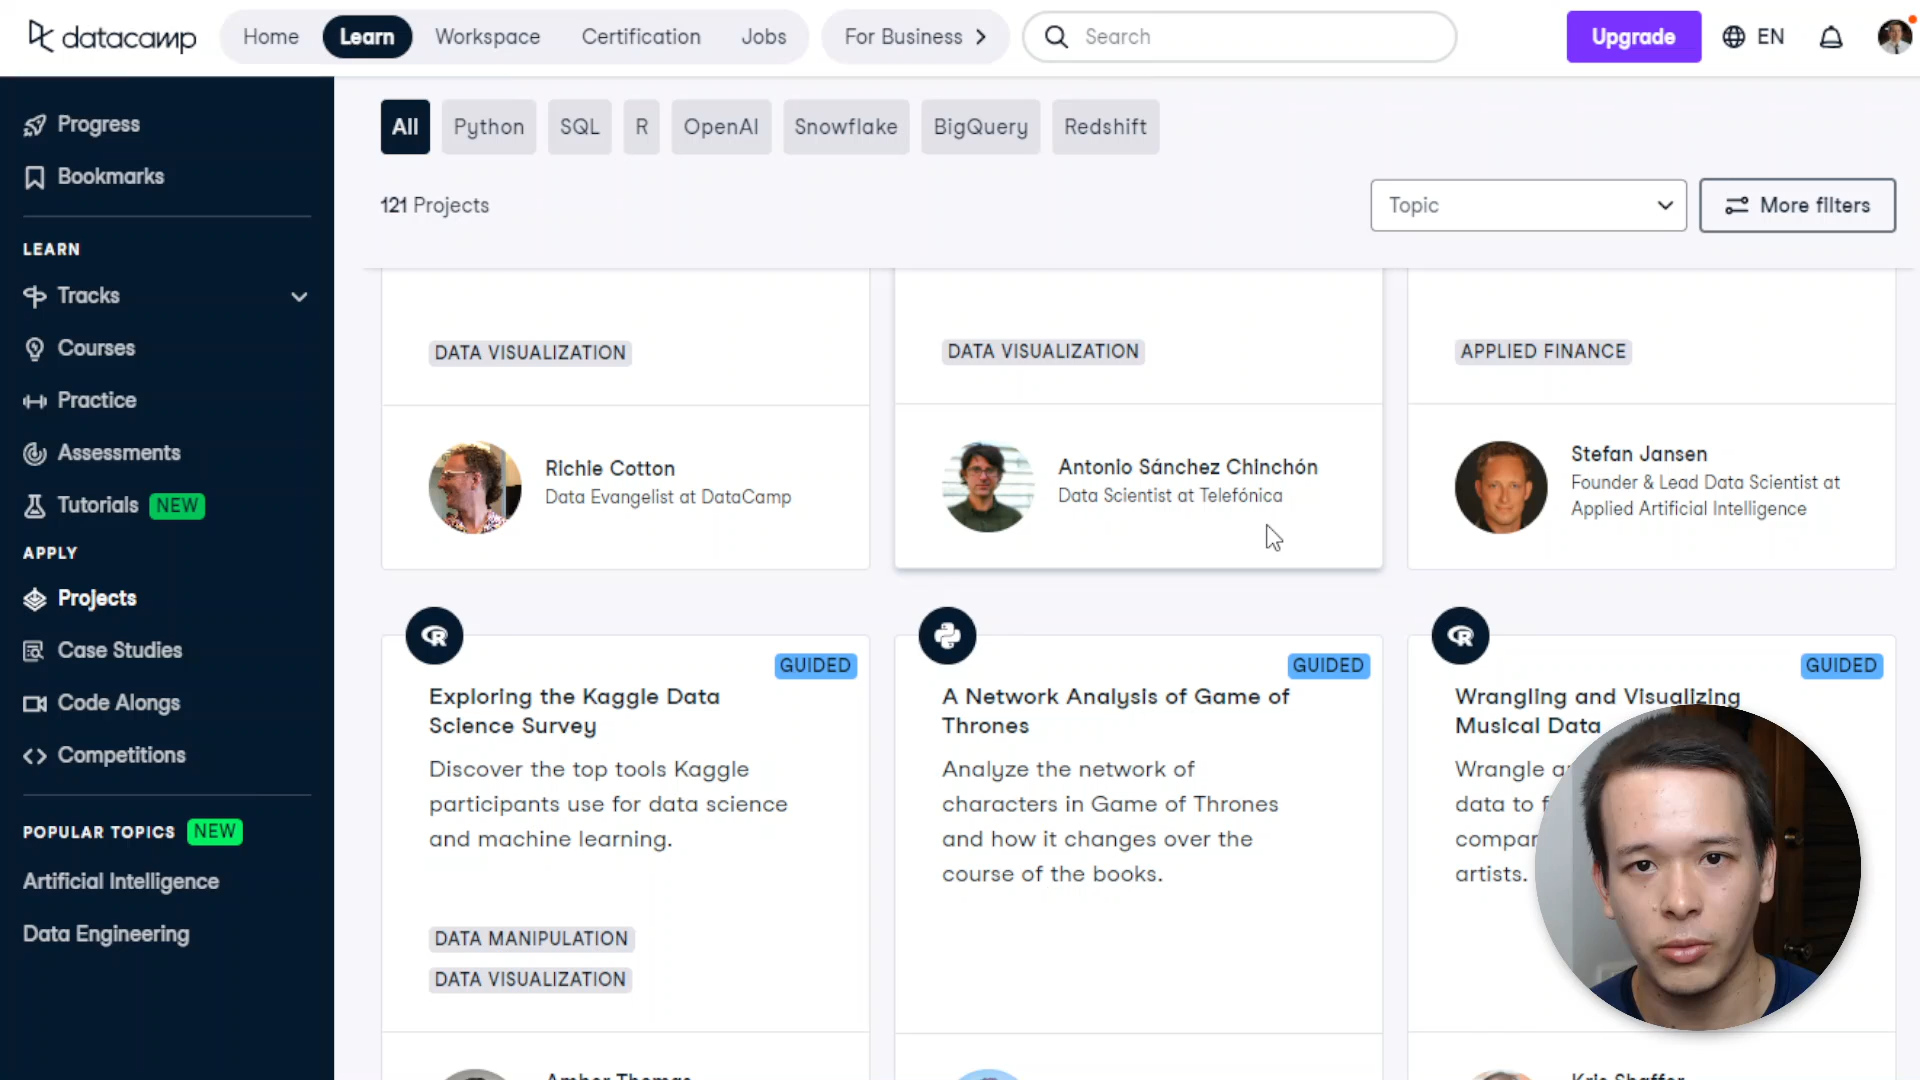 datacamp
Home
Learn
Workspace
Certification
Jobs
For Business
Search
Upgrade
EN
Progress
Bookmarks
LEARN
Tracks
Courses
Practice
Assessments
Tutorials NEW
APPLY
Projects
Case Studies
Code Alongs
Competitions
POPULAR TOPICS NEW
Artificial Intelligence
Data Engineering
All
Python
SQL
R
OpenAI
Snowflake
BigQuery
Redshift
121 Projects
Topic
More filters
DATA VISUALIZATION
Richie Cotton
Data Evangelist at DataCamp
DATA VISUALIZATION
Antonio Sánchez Chinchón
Data Scientist at Telefónica
APPLIED FINANCE
Stefan Jansen
Founder & Lead Data Scientist at
Applied Artificial Intelligence
R
GUIDED
Exploring the Kaggle Data
Science Survey
Discover the top tools Kaggle
participants use for data science
and machine learning.
DATA MANIPULATION
DATA VISUALIZATION
GUIDED
A Network Analysis of Game of
Thrones
Analyze the network of
characters in Game of Thrones
and how it changes over the
course of the books.
R
GUIDED
Wrangling and Visualizing
Musical Data
Wrangle
data to
artists.
Amber Thomas
Kris Shaffer